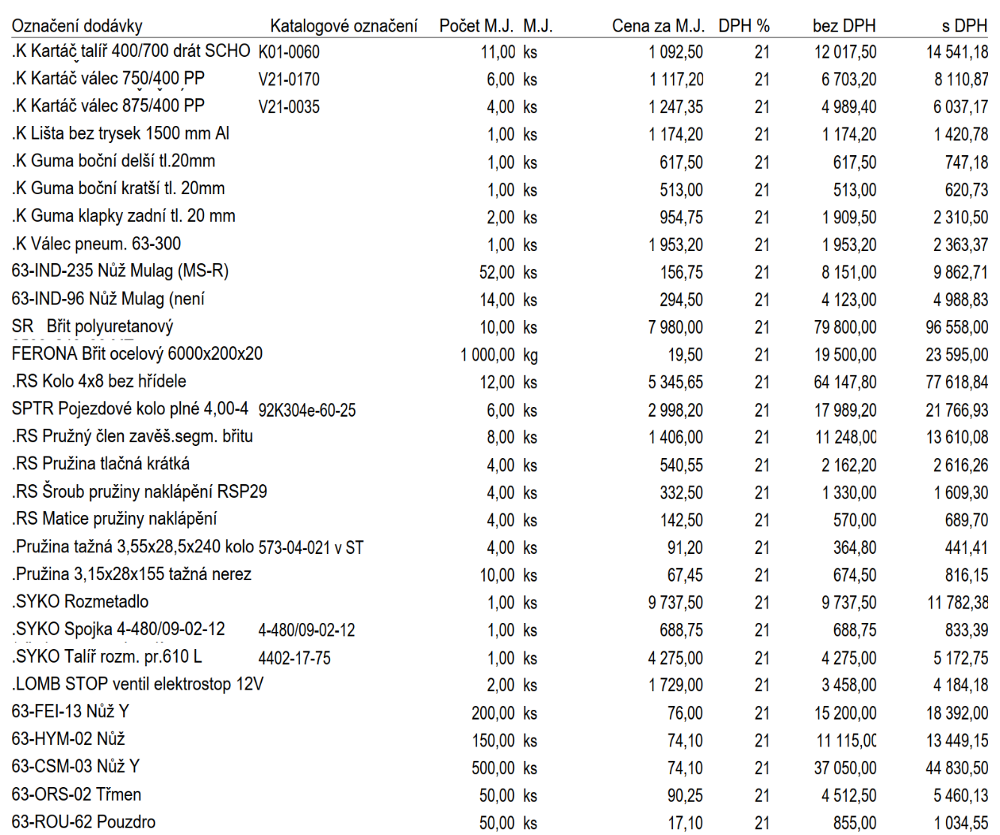 Označení dodávky Katalogové označení Počet M.J. M.J. Cena za M.J. DPH % bez DPH s DPH
.K Kartáč talíř 400/700 drát SCHO K01-0060 11,00 ks 1 092,50 21 12 017,50 14 541,18
.K Kartáč válec 750/400 PP V21-0170 6,00 ks 1 117,20 21 6 703,20 8 110,87
.K Kartáč válec 875/400 PP V21-0035 4,00 ks 1 247,35 21 4 989,40 6 037,17
.K Lišta bez trysek 1500 mm Al 1,00 ks 1 174,20 21 1 174,20 1 420,78
.K Guma boční delší tl.20mm 1,00 ks 617,50 21 617,50 747,18
.K Guma boční kratší tl. 20mm 1,00 ks 513,00 21 513,00 620,73
.K Guma klapky zadní tl. 20 mm 2,00 ks 954,75 21 1 909,50 2 310,50
.K Válec pneum. 63-300 1,00 ks 1 953,20 21 1 953,20 2 363,37
63-IND-235 Nůž Mulag (MS-R) 52,00 ks 156,75 21 8 151,00 9 862,71
63-IND-96 Nůž Mulag (není 14,00 ks 294,50 21 4 123,00 4 988,83
SR Břit polyuretanový 10,00 ks 7 980,00 21 79 800,00 96 558,00
FERONA Břit ocelový 6000x200x20 1 000,00 kg 19,50 21 19 500,00 23 595,00
.RS Kolo 4x8 bez hřídele 12,00 ks 5 345,65 21 64 147,80 77 618,84
SPTR Pojezdové kolo plné 4,00-4 92K304e-60-25 6,00 ks 2 998,20 21 17 989,20 21 766,93
.RS Pružný člen zavěš.segm. břitu 8,00 ks 1 406,00 21 11 248,00 13 610,08
.RS Pružina tlačná krátká 4,00 ks 540,55 21 2 162,20 2 616,26
.RS Šroub pružiny naklápění RSP29 4,00 ks 332,50 21 1 330,00 1 609,30
.RS Matice pružiny naklápění 4,00 ks 142,50 21 570,00 689,70
.Pružina tažná 3,55x28,5x240 kolo 573-04-021 v ST 4,00 ks 91,20 21 364,80 441,41
.Pružina 3,15x28x155 tažná nerez 10,00 ks 67,45 21 674,50 816,15
.SYKO Rozmetadlo 1,00 ks 9 737,50 21 9 737,50 11 782,38
.SYKO Spojka 4-480/09-02-12 4-480/09-02-12 1,00 ks 688,75 21 688,75 833,39
.SYKO Talíř rozm. pr.610 L 4402-17-75 1,00 ks 4 275,00 21 4 275,00 5 172,75
.LOMB STOP ventil elektrostop 12V 2,00 ks 1 729,00 21 3 458,00 4 184,18
63-FEI-13 Nůž Y 200,00 ks 76,00 21 15 200,00 18 392,00
63-HYM-02 Nůž 150,00 ks 74,10 21 11 115,00 13 449,15
63-CSM-03 Nůž Y 500,00 ks 74,10 21 37 050,00 44 830,50
63-ORS-02 Třmen 50,00 ks 90,25 21 4 512,50 5 460,13
63-ROU-62 Pouzdro 50,00 ks 17,10 21 855,00 1 034,55